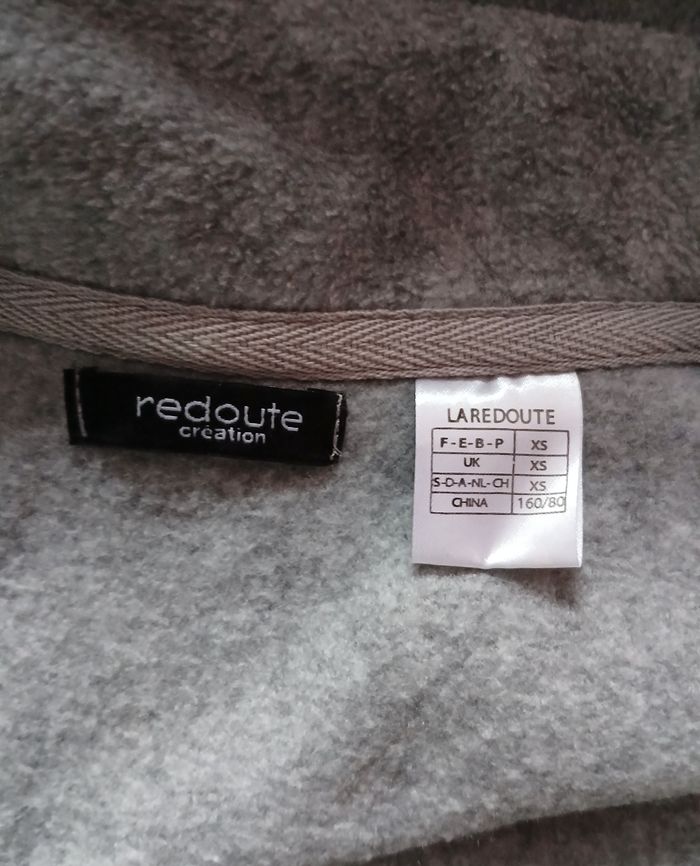 redoute
création
LAREDOUTE
F-E-B-P XS
UK XS
S-D-A-NL-CH XS
CHINA 160/80